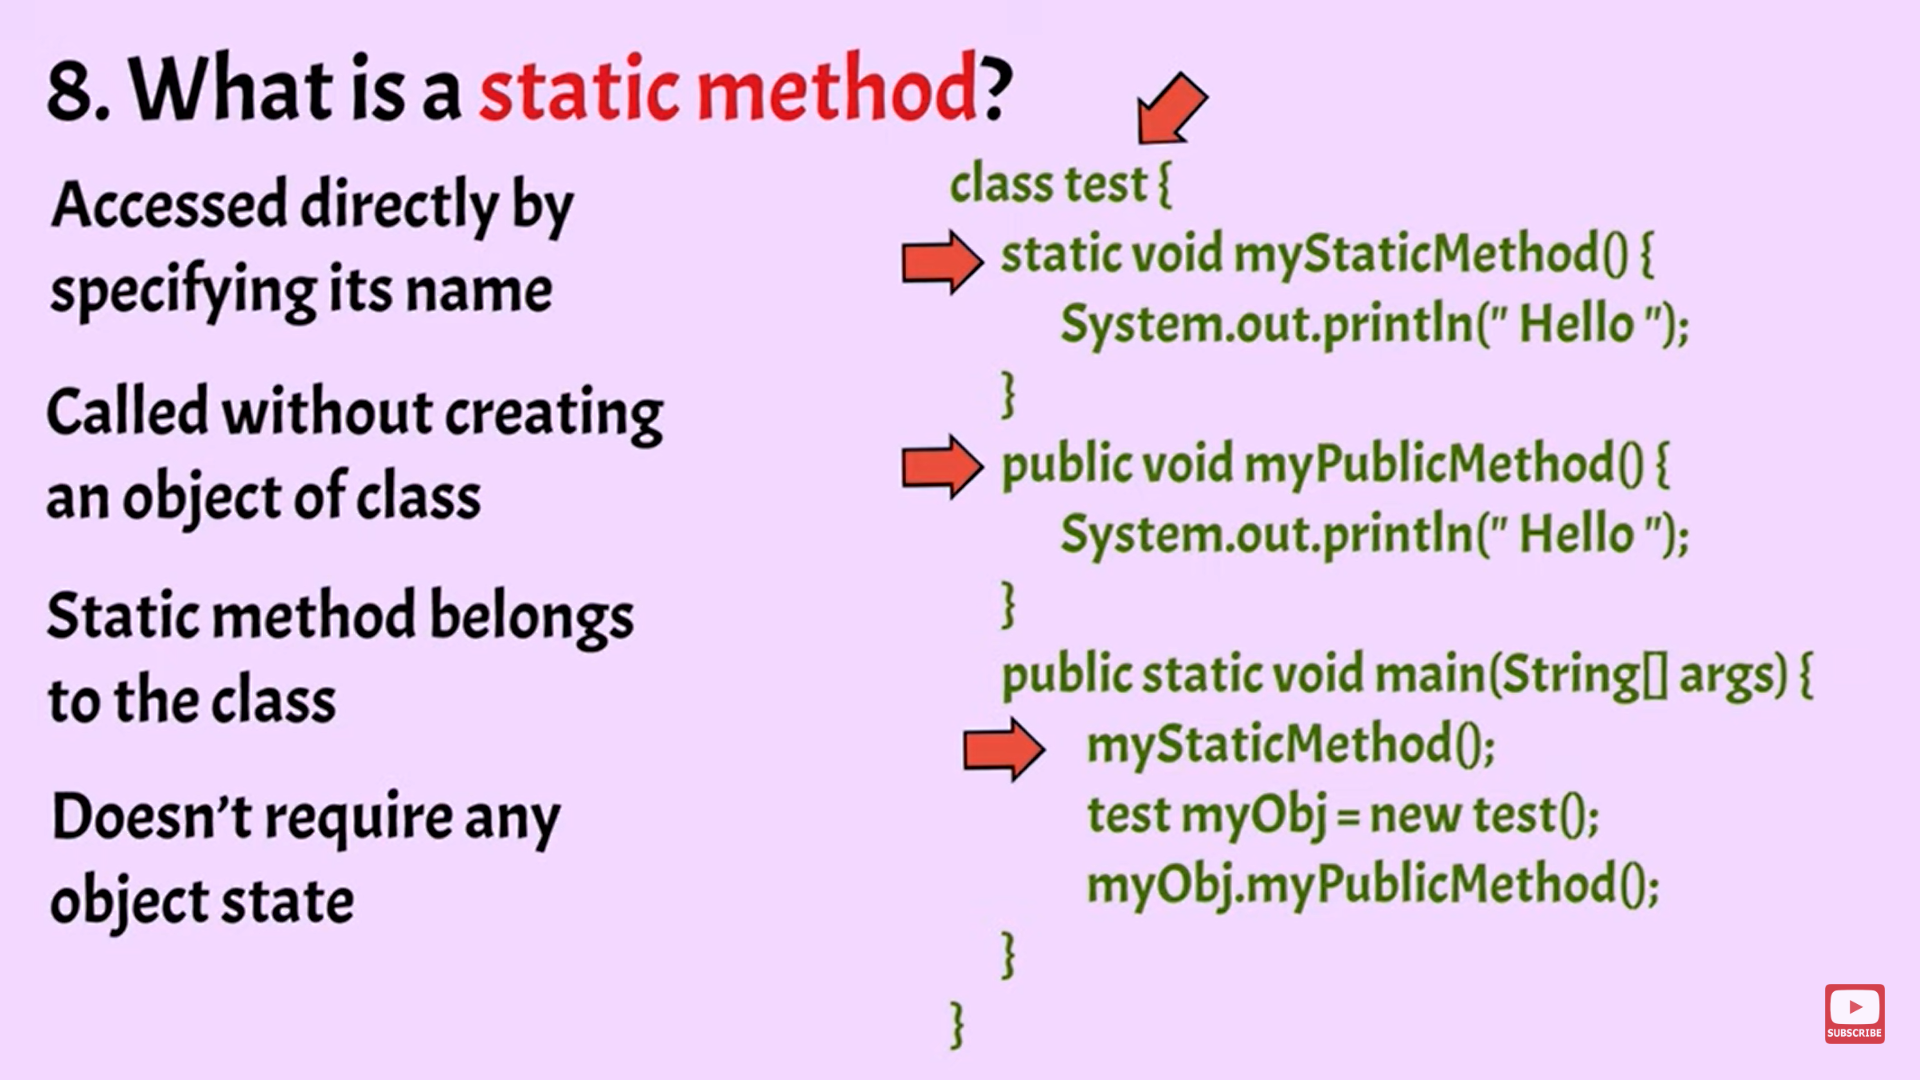 8. What is a static method?
Accessed directly by
specifying its name
Called without creating
an object of class
Static method belongs
to the class
Doesn't require any
object state
class test {
static void myStaticMethod() {
System.out.println(" Hello ");
}
public void myPublicMethod() {
System.out.println(" Hello ");
}
public static void main(String[] args) {
myStaticMethod();
test myObj = new test();
myObj.myPublicMethod();
}
}
SUBSCRIBE